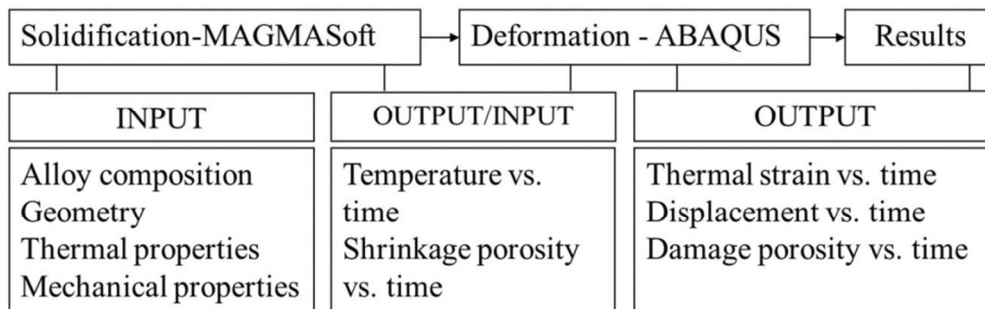 Solidification-MAGMASoft
Deformation - ABAQUS
Results
INPUT
OUTPUT/INPUT
OUTPUT
Alloy composition
Geometry
Thermal properties
Mechanical properties
Temperature vs.
time
Shrinkage porosity
vs. time
Thermal strain vs. time
Displacement vs. time
Damage porosity vs. time